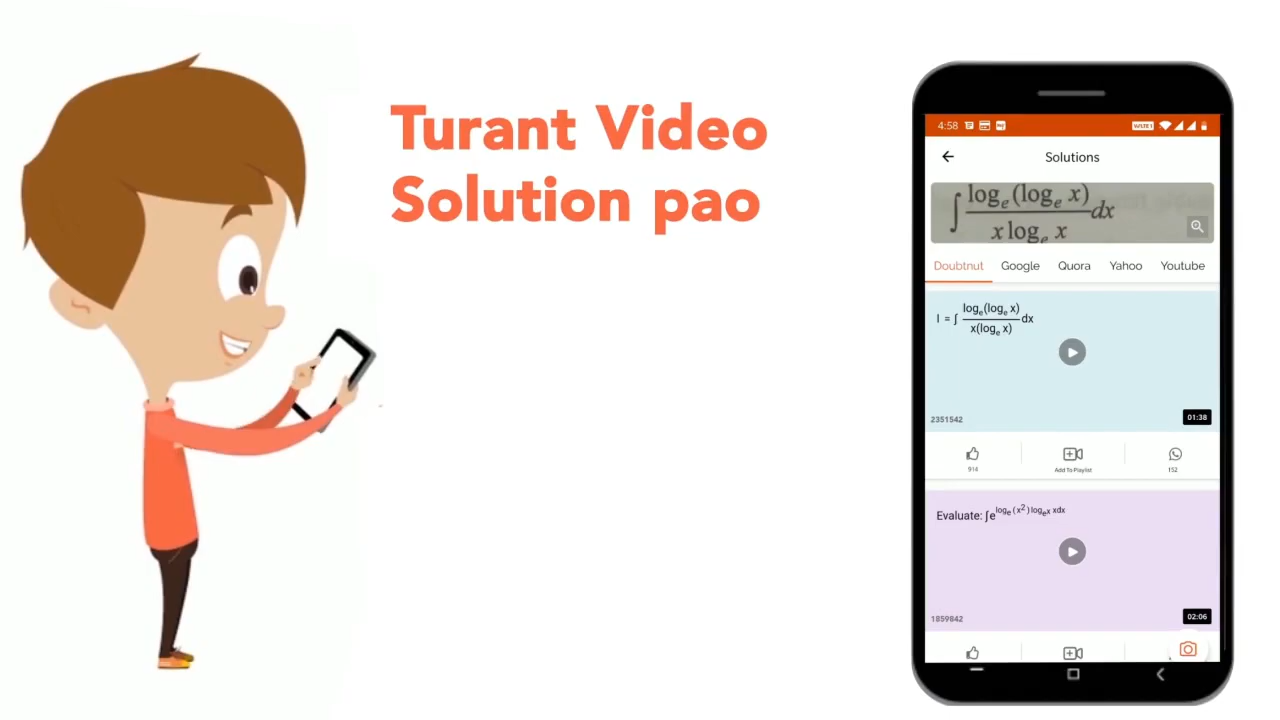 Turant Video
Solution pao
4:58
Solutions
∫ logₑ(logₑ x) / x logₑ x dx
Doubtnut Google Quora Yahoo Youtube
I = ∫ logₑ(logₑ x) / x(logₑ x) dx
2351542 01:38
914 Add To Playlist 152
Evaluate: ∫e^logₑ(x²)logₑx xdx
1859842 02:06